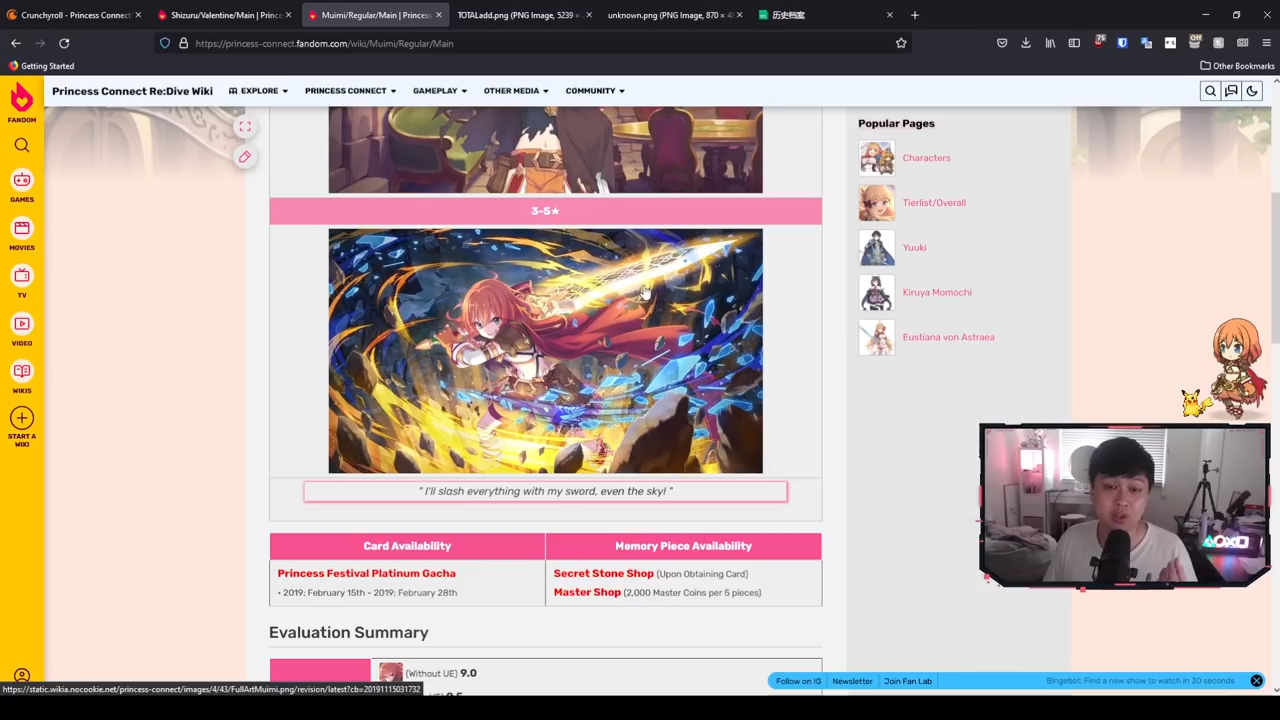 Crunchyroll - Princess Connect!
Shizuru/Valentine/Main | Prince
Muimi/Regular/Main | Princess
TOTALadd.png (PNG Image, 5239 ×
unknown.png (PNG Image, 870 ×
历史档案
https://princess-connect.fandom.com/wiki/Muimi/Regular/Main
75
Off
Getting Started
Other Bookmarks
FANDOM
GAMES
MOVIES
TV
VIDEO
WIKIS
START A
WIKI
Princess Connect Re:Dive Wiki
EXPLORE
PRINCESS CONNECT
GAMEPLAY
OTHER MEDIA
COMMUNITY
3-5★
" I'll slash everything with my sword, even the sky! "
Card Availability
Memory Piece Availability
Princess Festival Platinum Gacha
• 2019; February 15th - 2019; February 28th
Secret Stone Shop (Upon Obtaining Card)
Master Shop (2,000 Master Coins per 5 pieces)
Evaluation Summary
(Without UE) 9.0
Popular Pages
Characters
Tierlist/Overall
Yuuki
Kiruya Momochi
Eustiana von Astraea
Follow on IG
Newsletter
Join Fan Lab
Bingebot: Find a new show to watch in 30 seconds
https://static.wikia.nocookie.net/princess-connect/images/4/43/FullArtMuimi.png/revision/latest?cb=20191115031732